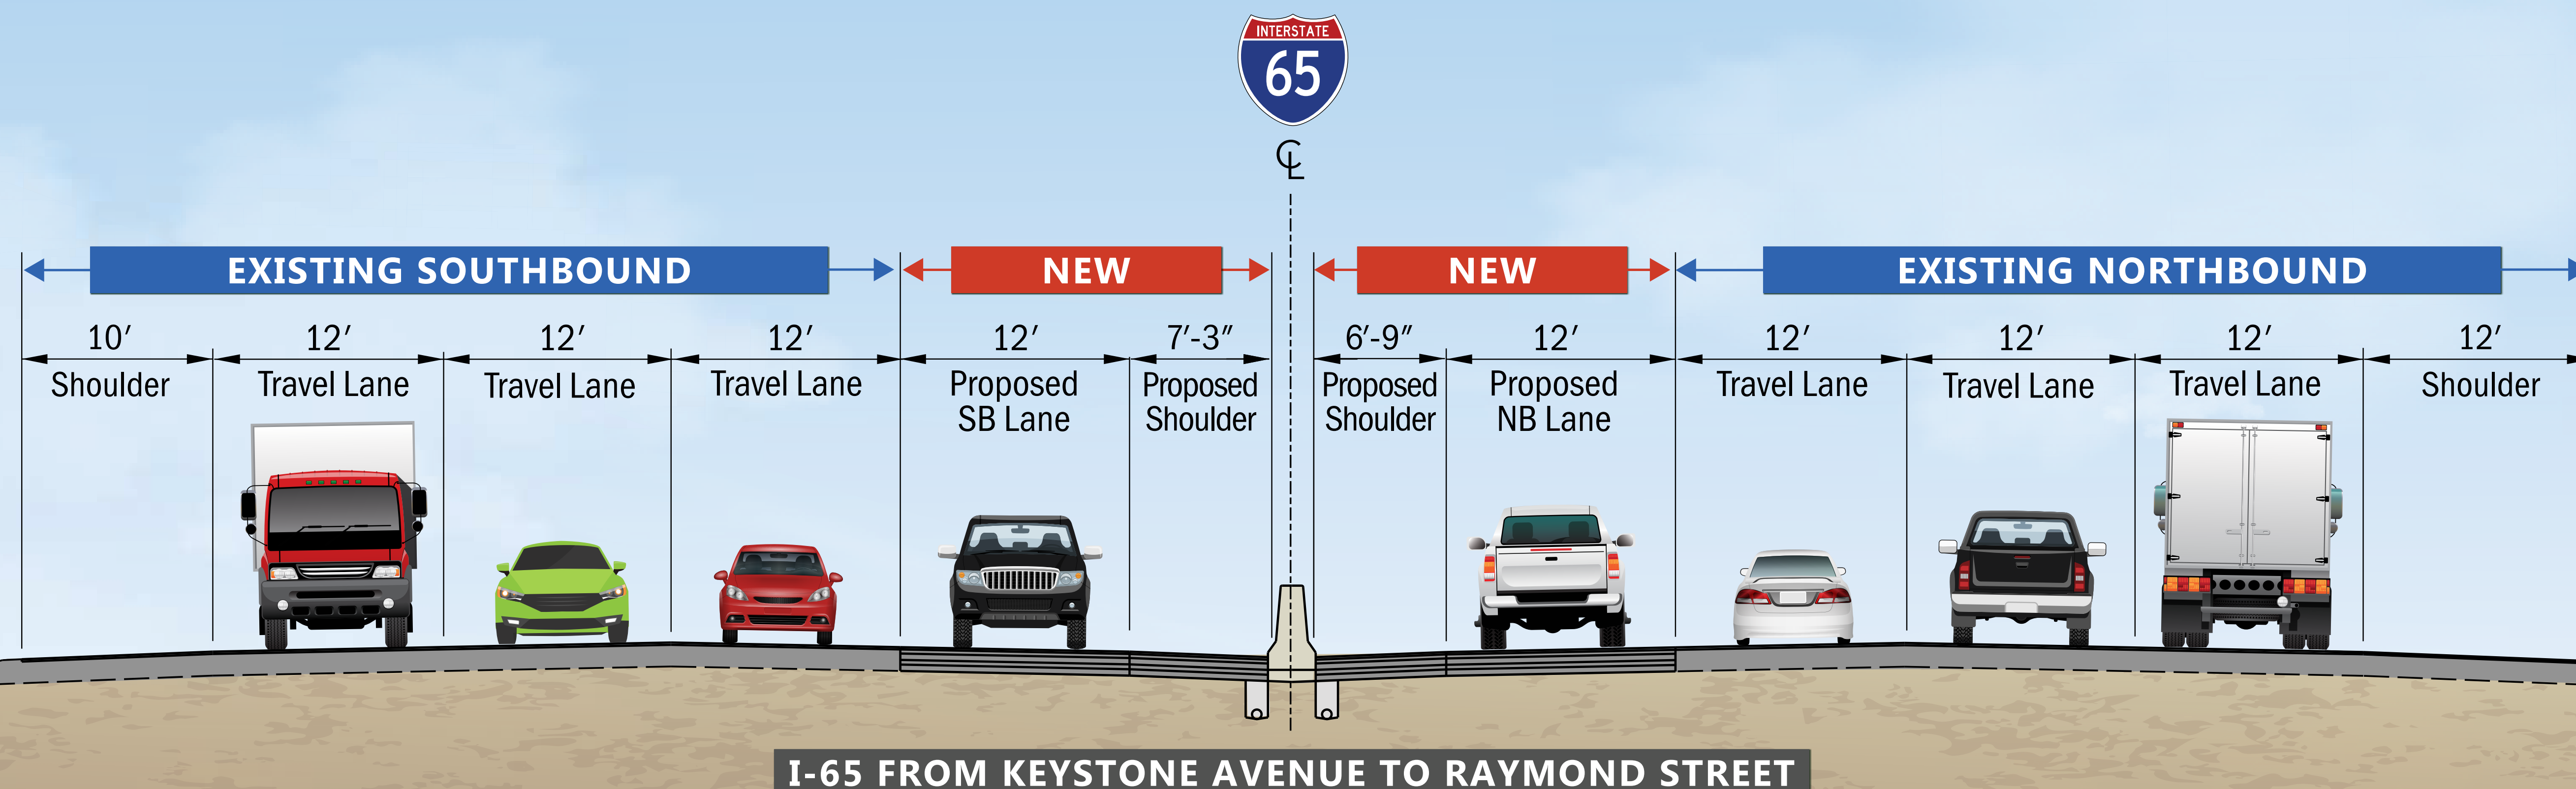 INTERSTATE
65
℄
EXISTING SOUTHBOUND
NEW
NEW
EXISTING NORTHBOUND
10′
12′
12′
12′
12′
7′-3″
6′-9″
12′
12′
12′
12′
12′
Shoulder
Travel Lane
Travel Lane
Travel Lane
Proposed
SB Lane
Proposed
Shoulder
Proposed
Shoulder
Proposed
NB Lane
Travel Lane
Travel Lane
Travel Lane
Shoulder
I-65 FROM KEYSTONE AVENUE TO RAYMOND STREET